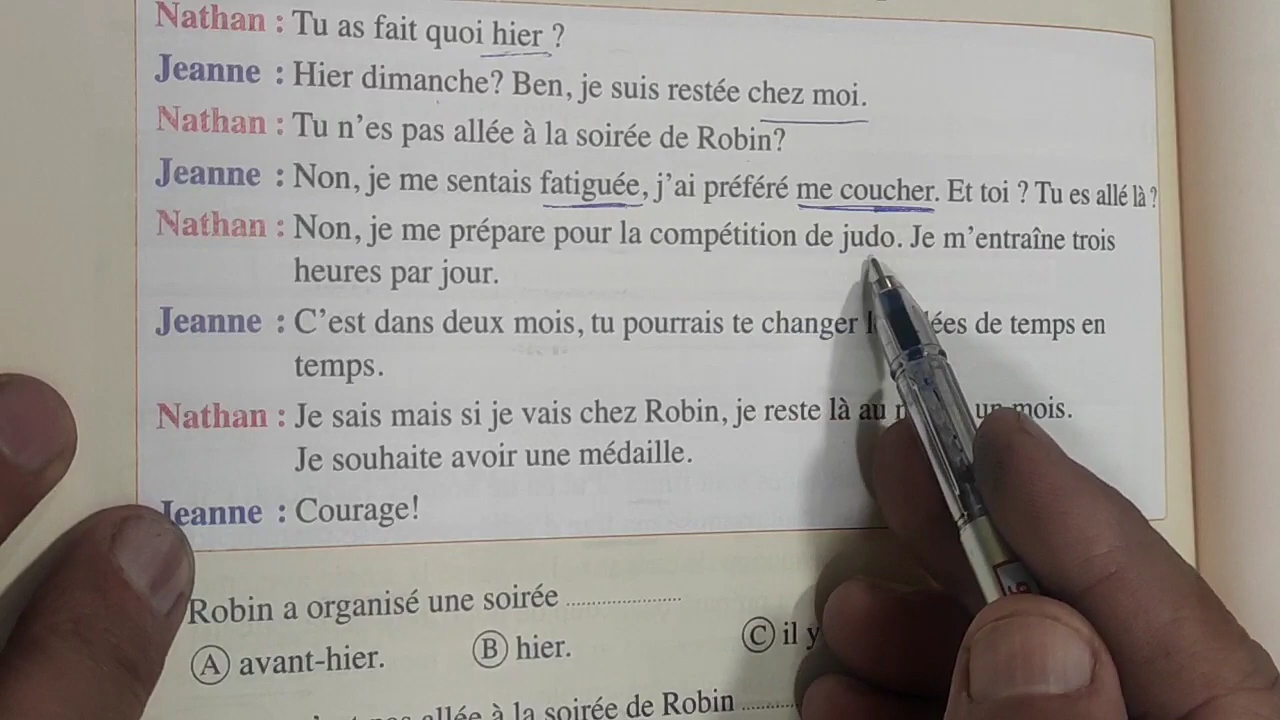 Nathan : Tu as fait quoi hier ?
Jeanne : Hier dimanche? Ben, je suis restée chez moi.
Nathan : Tu n'es pas allée à la soirée de Robin?
Jeanne : Non, je me sentais fatiguée, j'ai préféré me coucher. Et toi ? Tu es allé là ?
Nathan : Non, je me prépare pour la compétition de judo. Je m'entraîne trois
heures par jour.
Jeanne : C'est dans deux mois, tu pourrais te changer de temps en
temps.
Nathan : Je sais mais si je vais chez Robin, je reste là au un mois.
Je souhaite avoir une médaille.
Jeanne : Courage!
Robin a organisé une soirée ....................
A avant-hier. B hier. C il y
allée à la soirée de Robin ..........